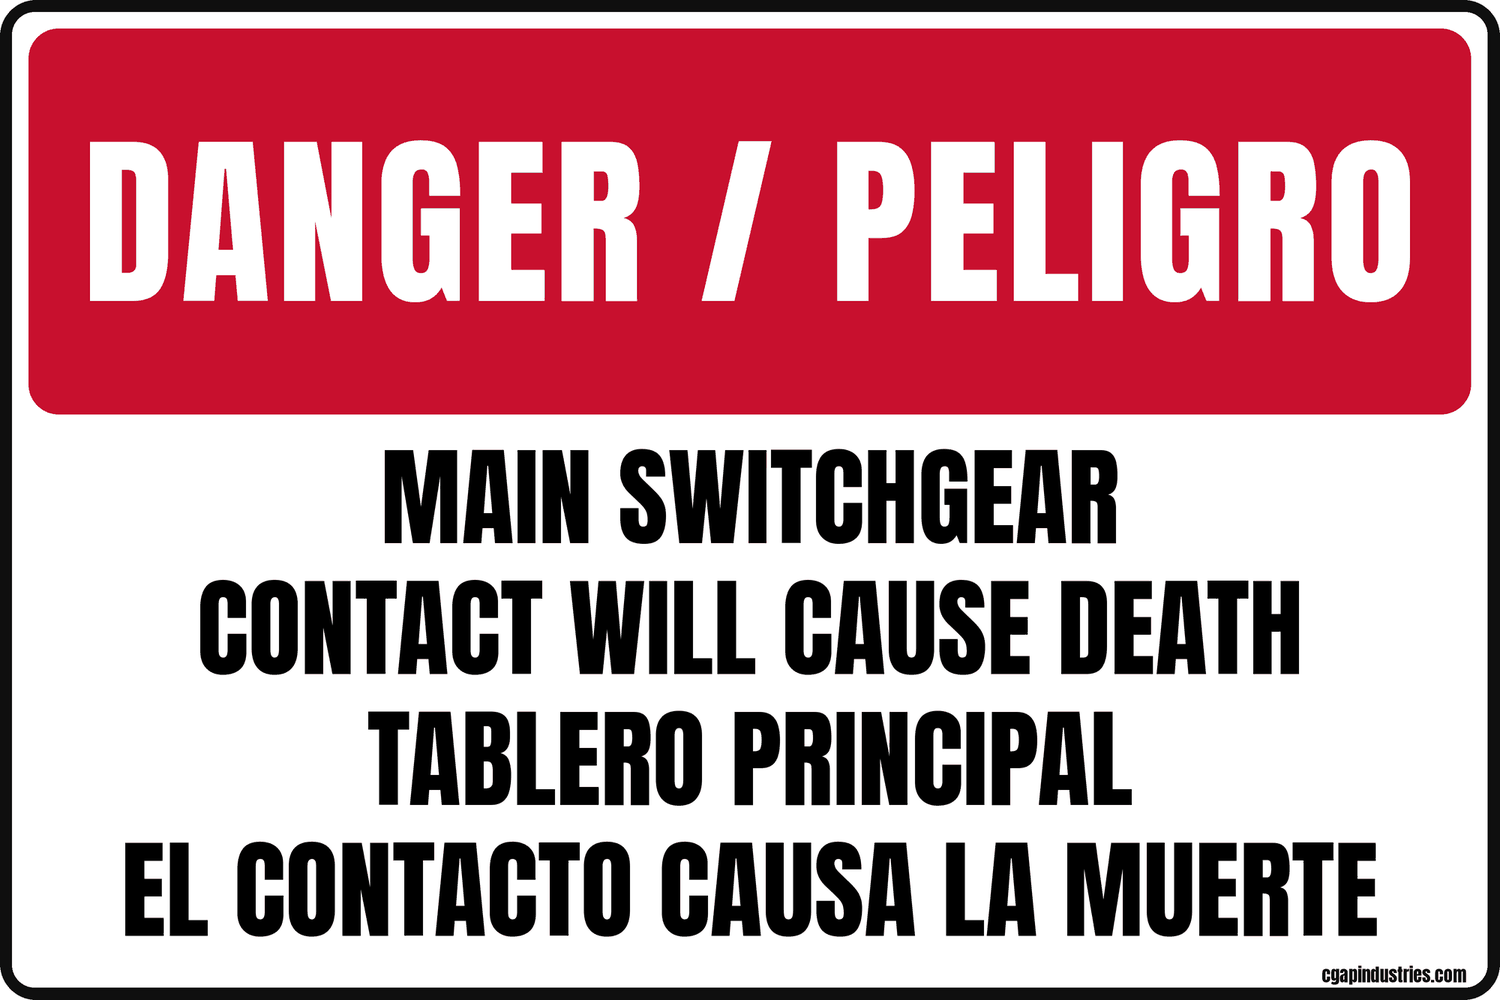 DANGER / PELIGRO
MAIN SWITCHGEAR
CONTACT WILL CAUSE DEATH
TABLERO PRINCIPAL
EL CONTACTO CAUSA LA MUERTE
cgapindustries.com